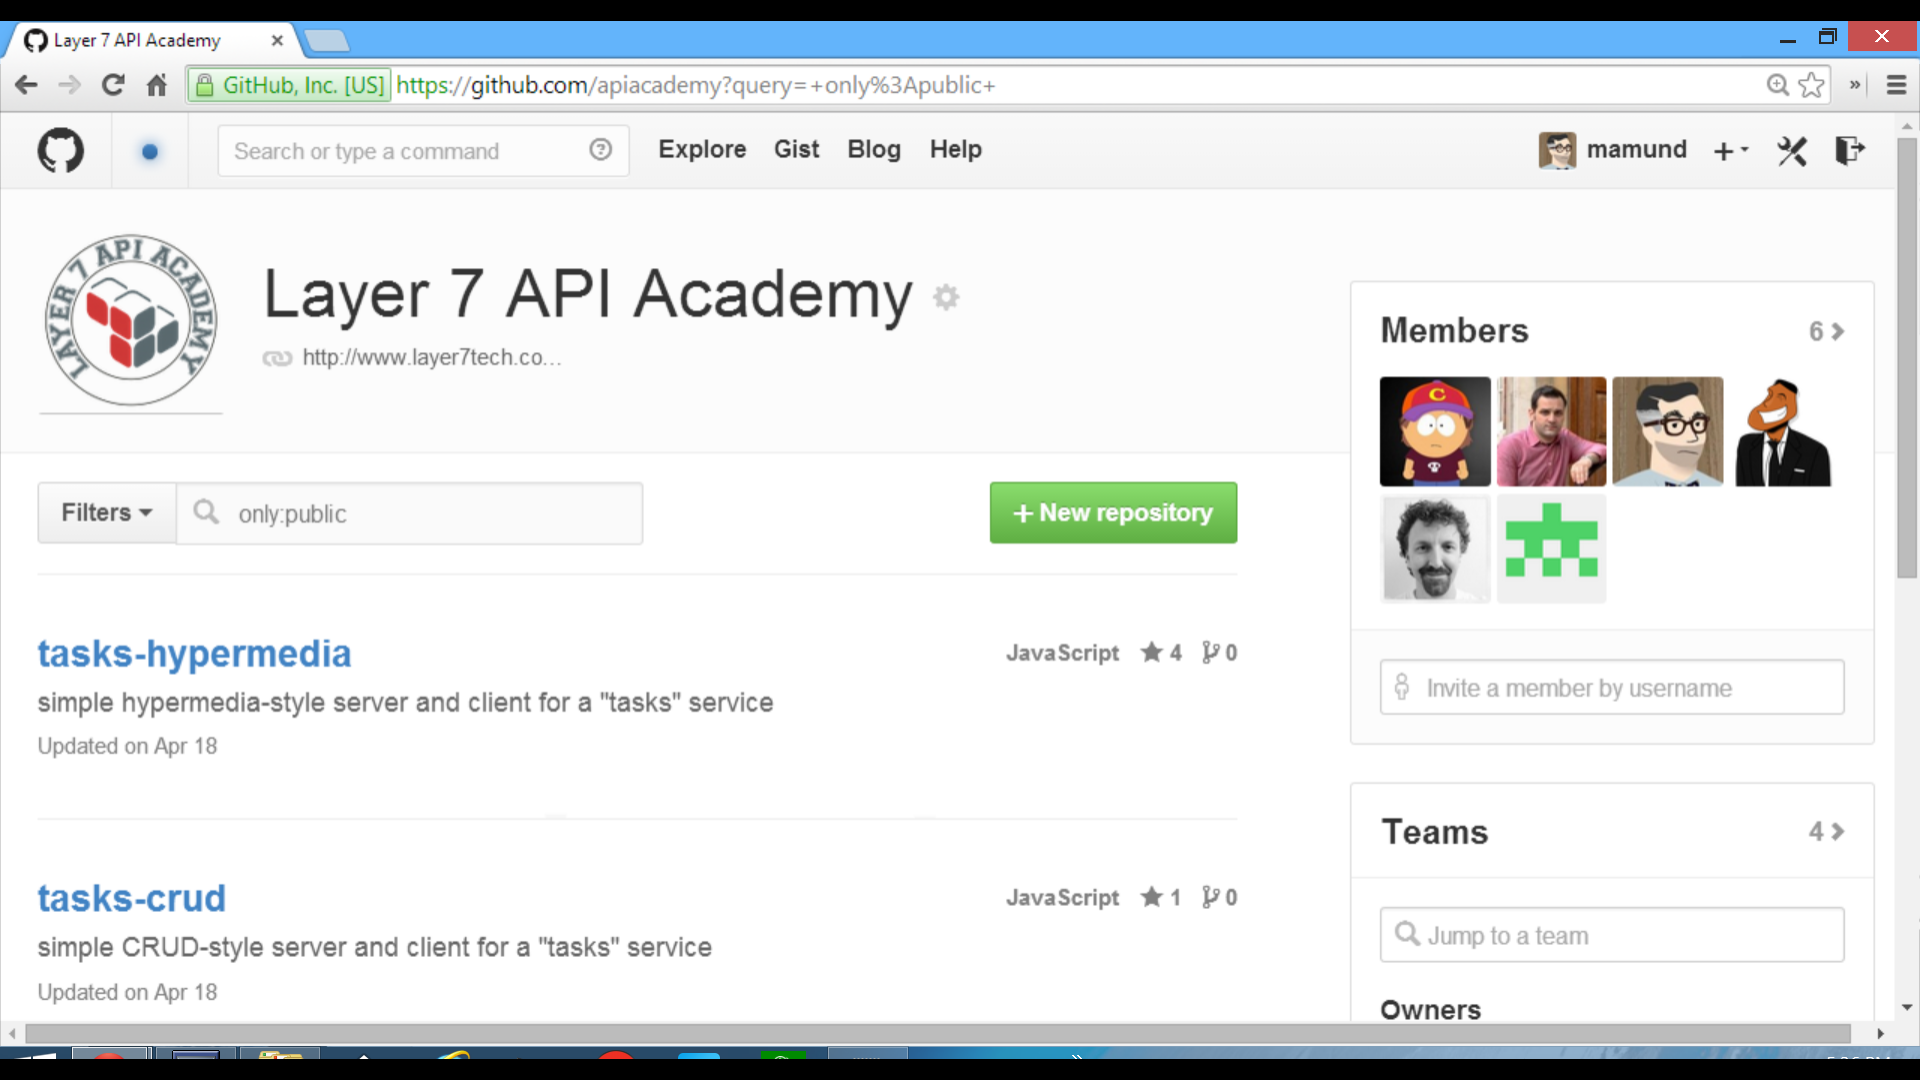 Layer 7 API Academy
GitHub, Inc. [US] https://github.com/apiacademy?query=+only%3Apublic+
Search or type a command
Explore Gist Blog Help
mamund
LAYER 7 API ACADEMY
Layer 7 API Academy
http://www.layer7tech.co...
Filters
only:public
+ New repository
tasks-hypermedia
JavaScript 4 0
simple hypermedia-style server and client for a "tasks" service
Updated on Apr 18
tasks-crud
JavaScript 1 0
simple CRUD-style server and client for a "tasks" service
Updated on Apr 18
Members 6
Invite a member by username
Teams 4
Jump to a team
Owners